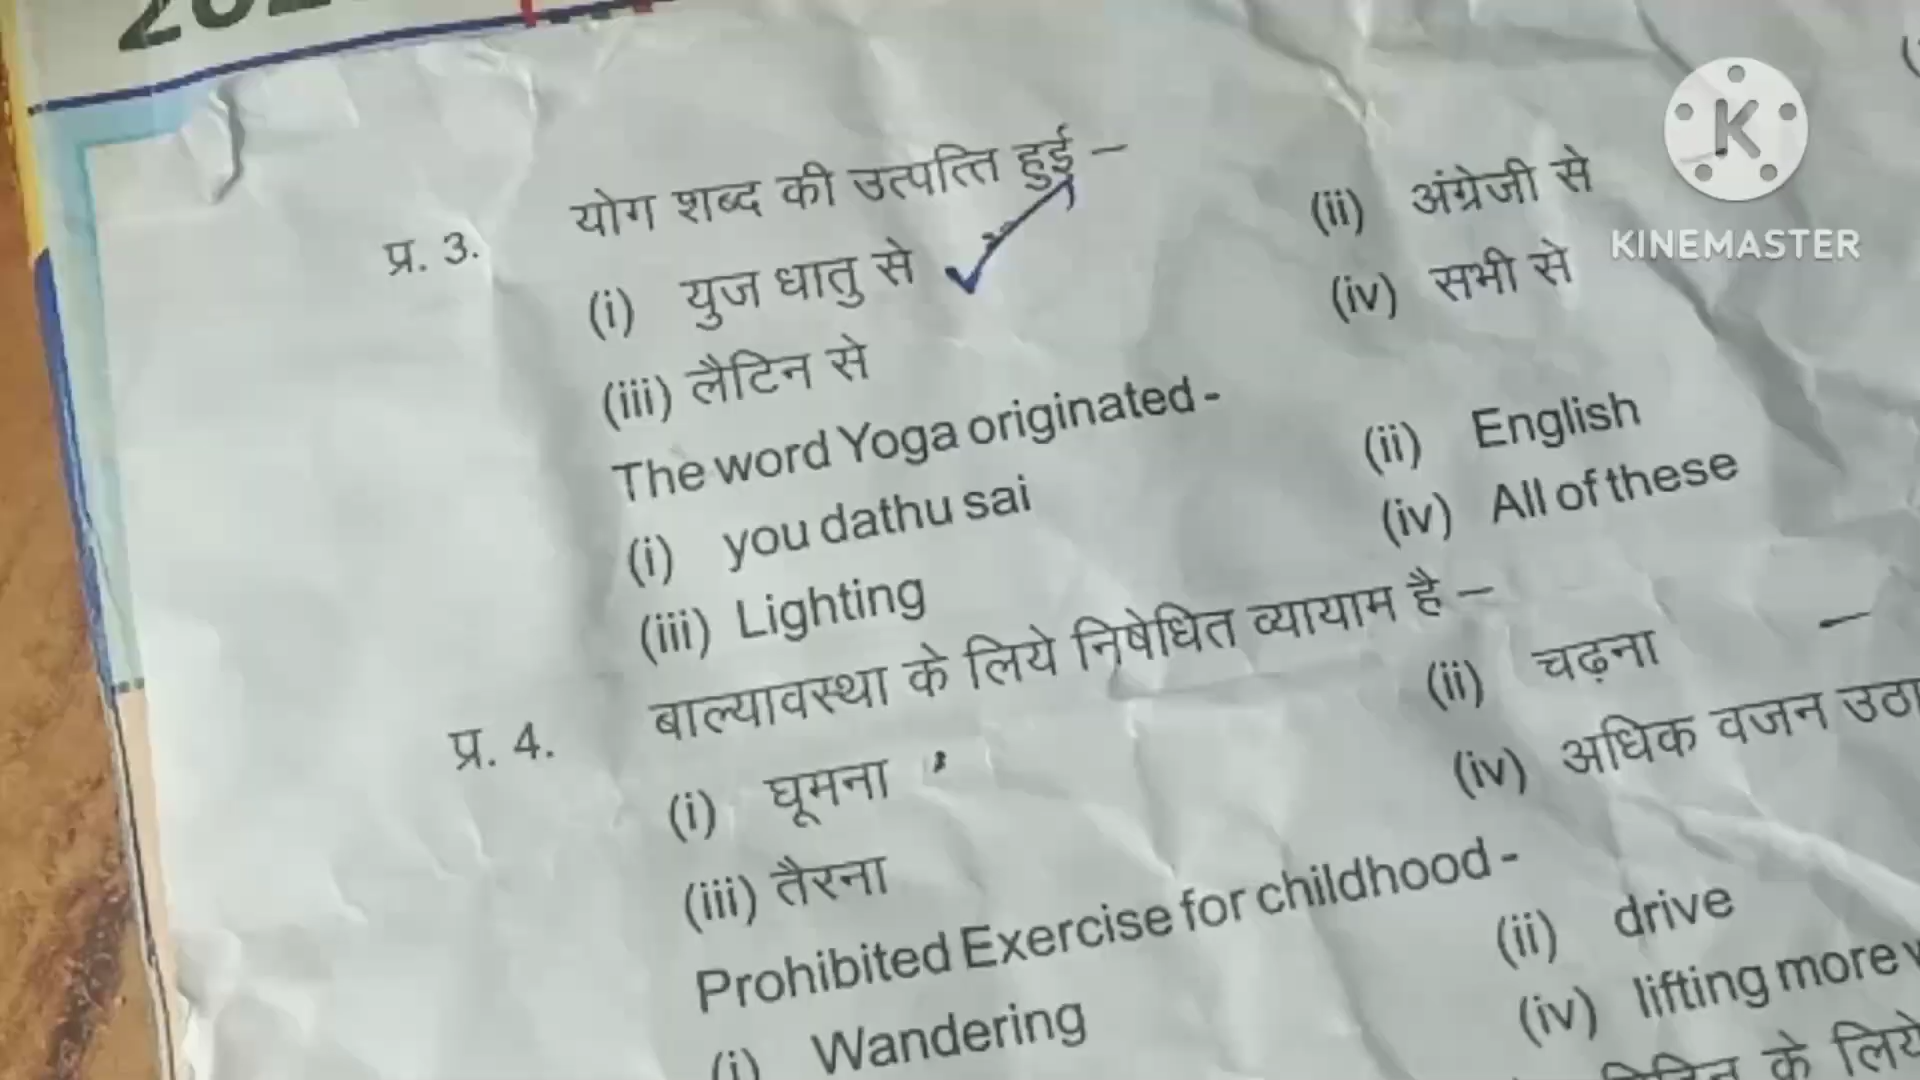 KINEMASTER
प्र. 3. योग शब्द की उत्पत्ति हुई –
(i) युज धातु से (ii) अंग्रेजी से
(iii) लैटिन से (iv) सभी से
The word Yoga originated -
(i) you dathu sai (ii) English
(iii) Lighting (iv) All of these
प्र. 4. बाल्यावस्था के लिये निषेधित व्यायाम है –
(i) घूमना (ii) चढ़ना
(iii) तैरना (iv) अधिक वजन उठा
Prohibited Exercise for childhood -
(i) Wandering (ii) drive
(iv) lifting more
के लिये